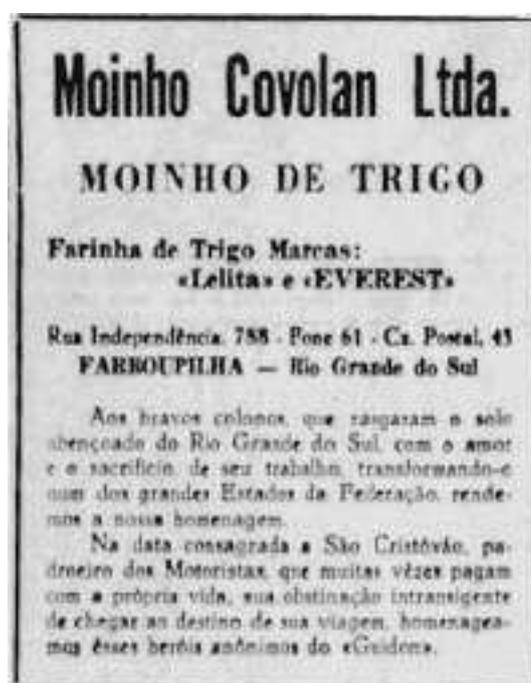 Moinho Covolan Ltda.
MOINHO DE TRIGO
Farinha de Trigo Marcas:
«Lelita» e «EVEREST»
Rua Independência, 788 - Fone 61 - Cx. Postal, 43
FARROUPILHA — Rio Grande do Sul
Aos bravos colonos, que rasgaram o solo
abençoado do Rio Grande do Sul, com o amor
e o sacrifício de seu trabalho, transformando-o
num dos grandes Estados da Federação, rende-
mos a nossa homenagem.
Na data consagrada a São Cristóvão, pa-
droeiro dos Motoristas, que muitas vêzes pagam
com a própria vida, sua obstinação intransigente
de chegar ao destino de sua viagem, homenagea-
mos êsses heróis anônimos do «Guidon».